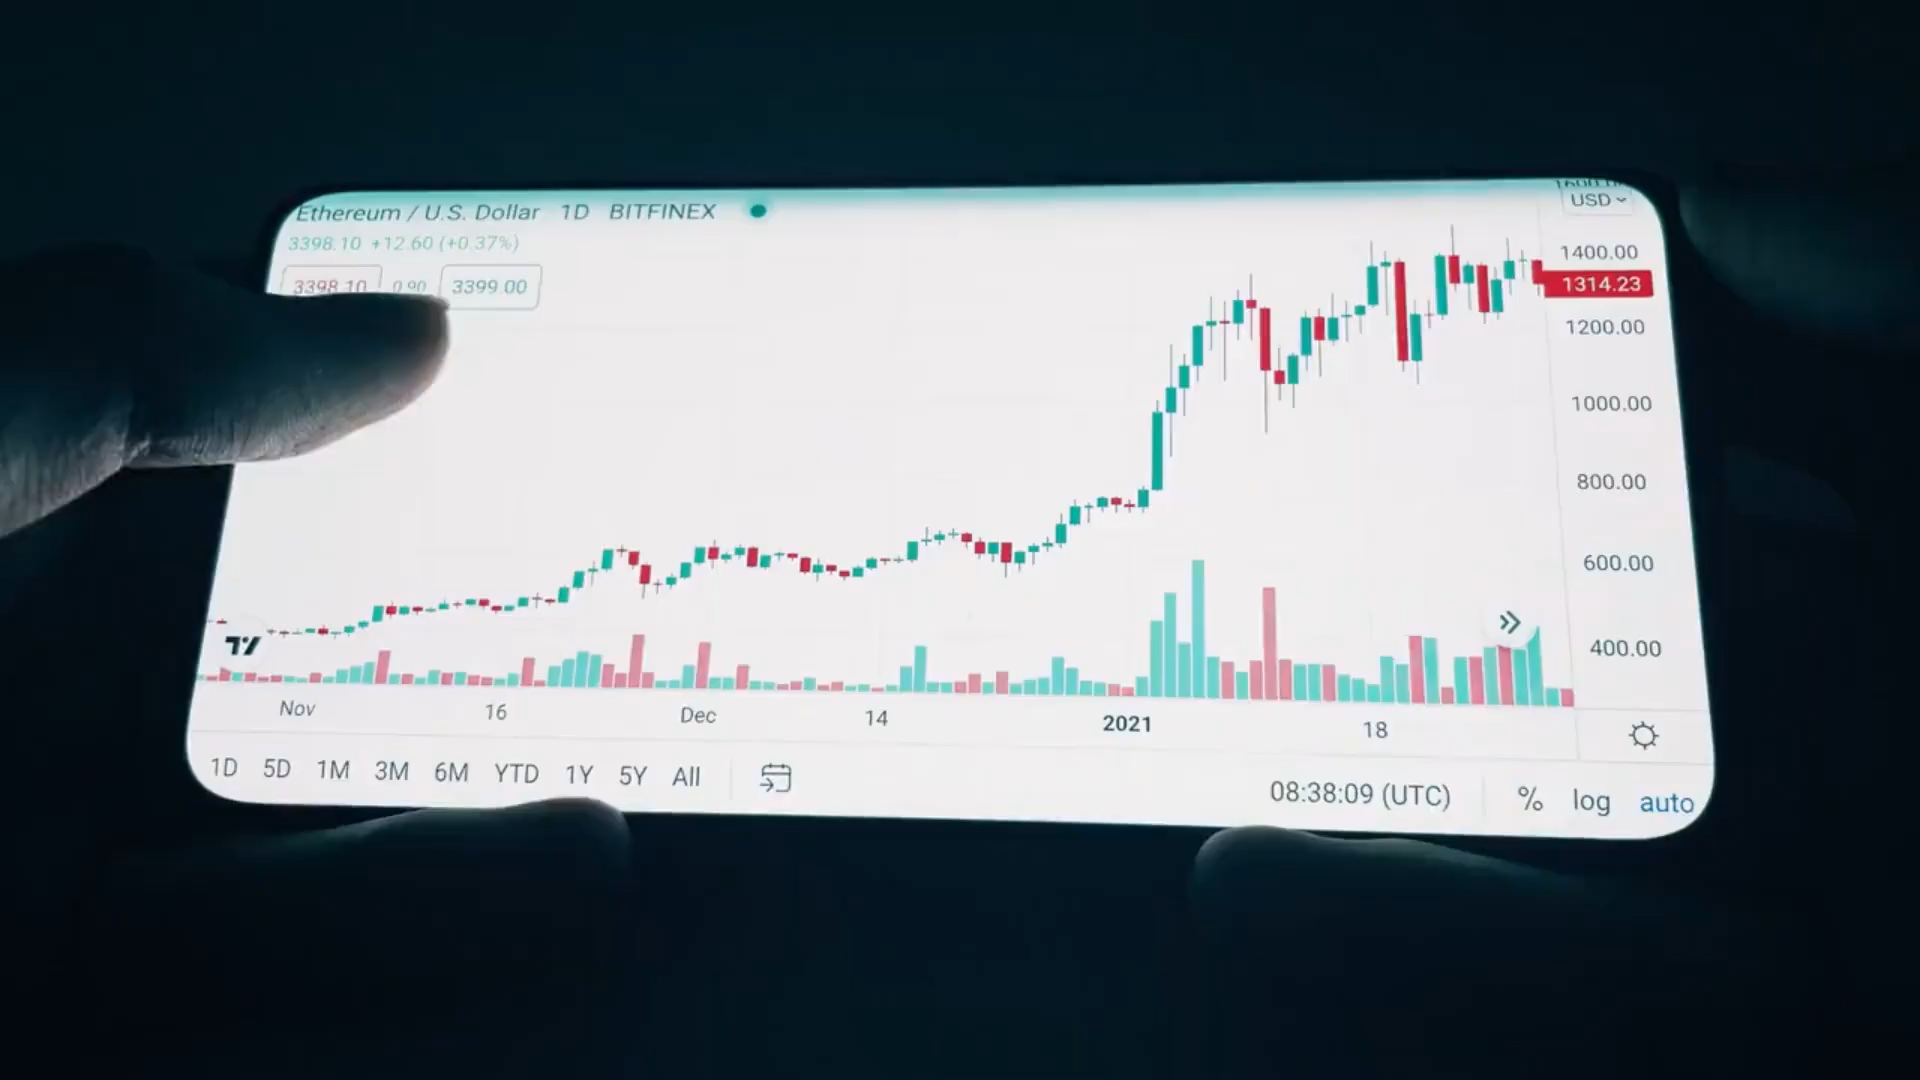 Ethereum / U.S. Dollar 1D BITFINEX
USD
3398.10 +12.60 (+0.37%)
3398.10 0.90 3399.00
1400.00
1314.23
1200.00
1000.00
800.00
600.00
400.00
Nov 16 Dec 14 2021 18
1D 5D 1M 3M 6M YTD 1Y 5Y All
08:38:09 (UTC) % log auto